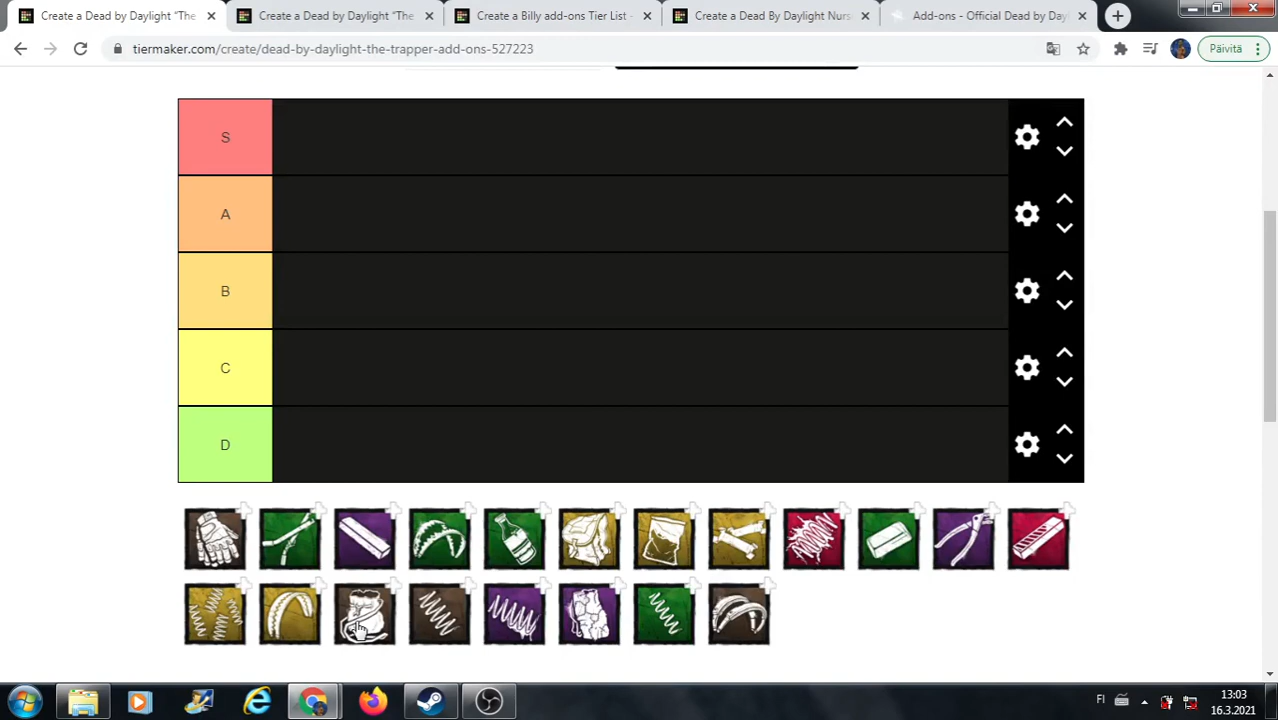 Create a Dead by Daylight “The
Create a Dead by Daylight “The
Create a Billy add-ons Tier List -
Create a Dead By Daylight Nurs
Add-ons - Official Dead by Day
tiermaker.com/create/dead-by-daylight-the-trapper-add-ons-527223
Päivitä
S
A
B
C
D
FI
13:03
16.3.2021